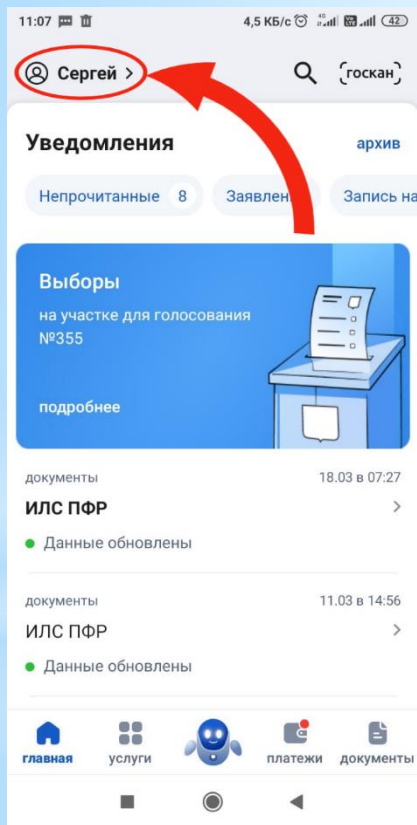 11:07 4,5 КБ/с 4G 42
Сергей > госкан
Уведомления архив
Непрочитанные 8 Запись на
Выборы
на участке для голосования
№355
подробнее
документы 18.03 в 07:27
ИЛС ПФР
Данные обновлены
документы 11.03 в 14:56
ИЛС ПФР
Данные обновлены
главная услуги платежи документы